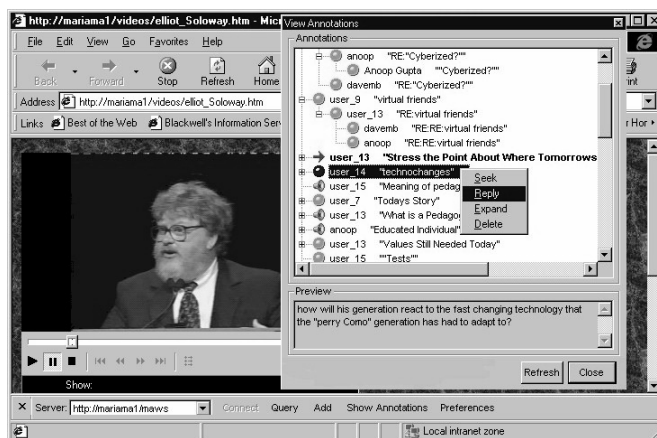 http://mariama1/videos/elliot_Soloway.htm - Mic
File Edit View Go Favorites Help
Back Forward Stop Refresh Home
Address http://mariama1/videos/elliot_Soloway.htm
Links Best of the Web Blackwell's Information Ser
Show:
View Annotations
Annotations
anoop "RE:"Cyberized?""
Anoop Gupta ""Cyberized?""
davemb "RE:"Cyberized?""
user_9 "virtual friends"
user_13 "RE:virtual friends"
davemb "RE:RE:virtual friends"
anoop "RE:RE:virtual friends"
user_13 "Stress the Point About Where Tomorrows
user_14 "technochanges"
user_15 "Meaning of pedag
user_7 "Todays Story"
user_13 "What is a Pedago
anoop "Educated Individual"
user_13 "Values Still Needed Today"
user_15 ""Tests""
Seek
Reply
Expand
Delete
Preview
how will his generation react to the fast changing technology that
the "perry Como" generation has had to adapt to?
Refresh Close
int
r Hor
Server: http://mariama1/maws Connect Query Add Show Annotations Preferences
Local intranet zone